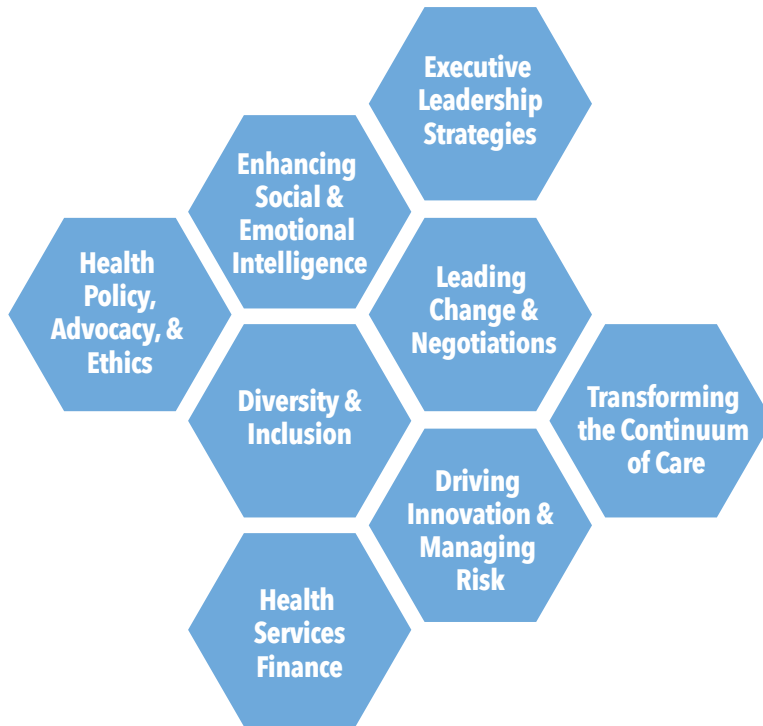 Executive
Leadership
Strategies
Enhancing
Social &
Emotional
Intelligence
Health
Policy,
Advocacy, &
Ethics
Leading
Change &
Negotiations
Diversity &
Inclusion
Transforming
the Continuum
of Care
Driving
Innovation &
Managing
Risk
Health
Services
Finance